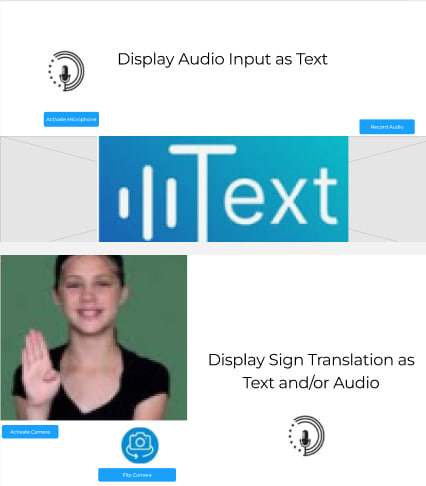 Display Audio Input as Text
Activate Microphone
Record Audio
Text
Display Sign Translation as
Text and/or Audio
Activate Camera
Flip Camera